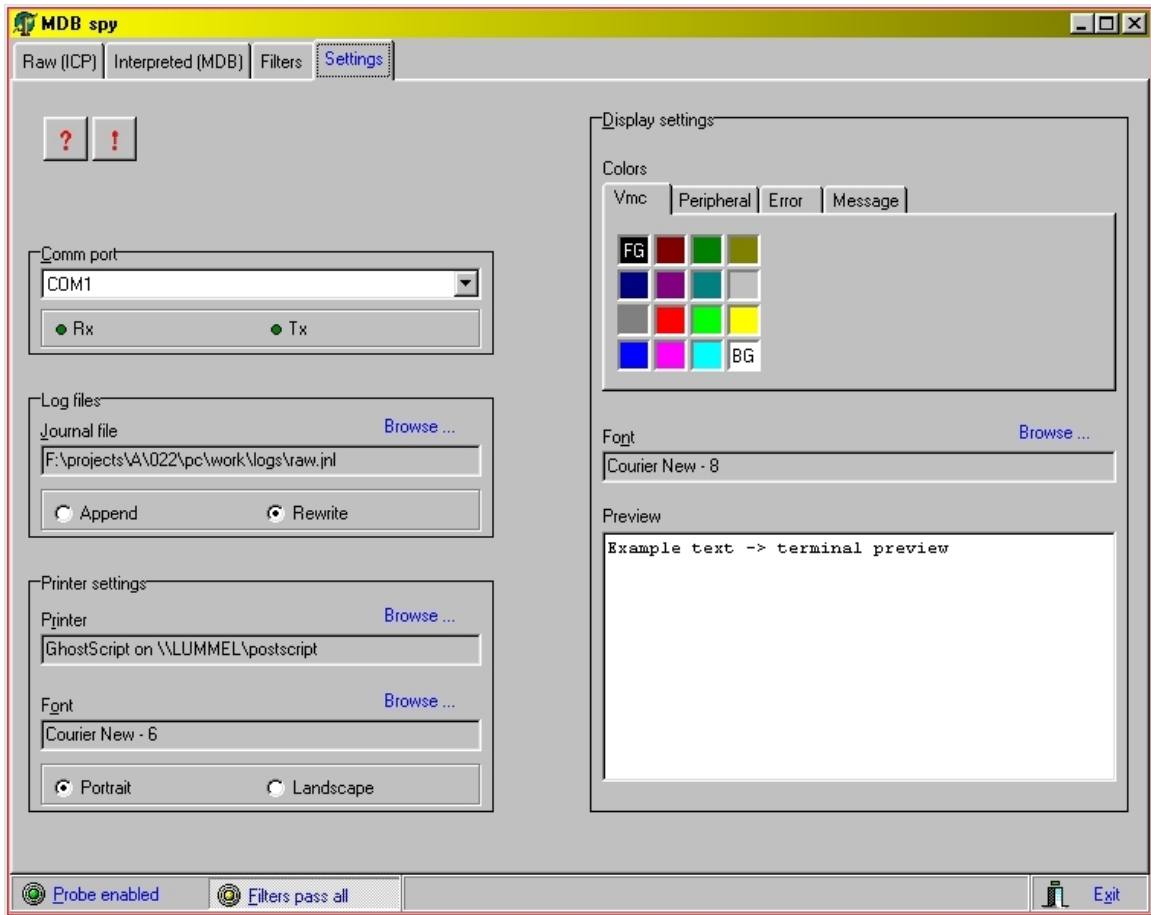 MDB spy
Raw (ICP) Interpreted (MDB) Filters Settings
? !
Comm port
COM1
Rx Tx
Log files
Journal file Browse ...
F:\projects\A\022\pc\work\logs\raw.jnl
Append Rewrite
Printer settings
Printer Browse ...
GhostScript on \\LUMMEL\postscript
Font Browse ...
Courier New - 6
Portrait Landscape
Display settings
Colors
Vmc Peripheral Error Message
FG
BG
Font Browse ...
Courier New - 8
Preview
Example text -> terminal preview
Probe enabled Filters pass all Exit